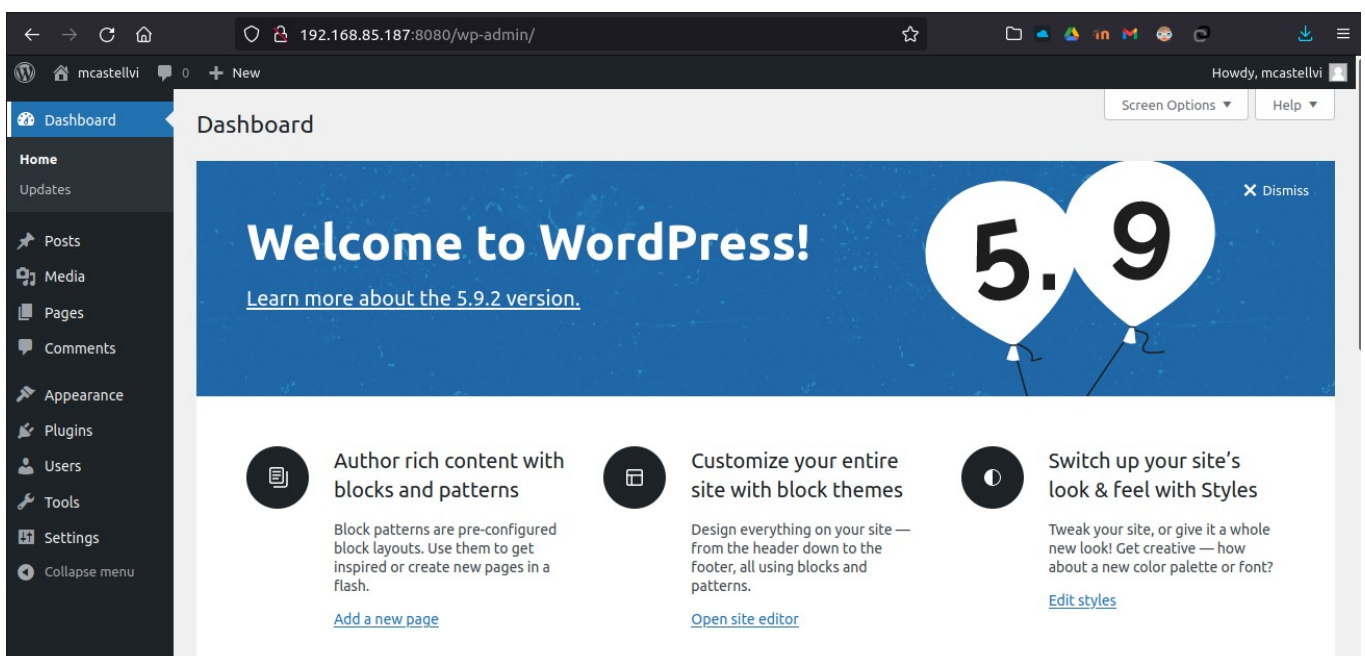 192.168.85.187:8080/wp-admin/
mcastellvi 0 + New
Howdy, mcastellvi
Dashboard
Home
Updates
Posts
Media
Pages
Comments
Appearance
Plugins
Users
Tools
Settings
Collapse menu
Screen Options ▼ Help ▼
Dashboard
Dismiss
Welcome to WordPress!
Learn more about the 5.9.2 version.
5.9
Author rich content with
blocks and patterns
Block patterns are pre-configured
block layouts. Use them to get
inspired or create new pages in a
flash.
Add a new page
Customize your entire
site with block themes
Design everything on your site —
from the header down to the
footer, all using blocks and
patterns.
Open site editor
Switch up your site's
look & feel with Styles
Tweak your site, or give it a whole
new look! Get creative — how
about a new color palette or font?
Edit styles